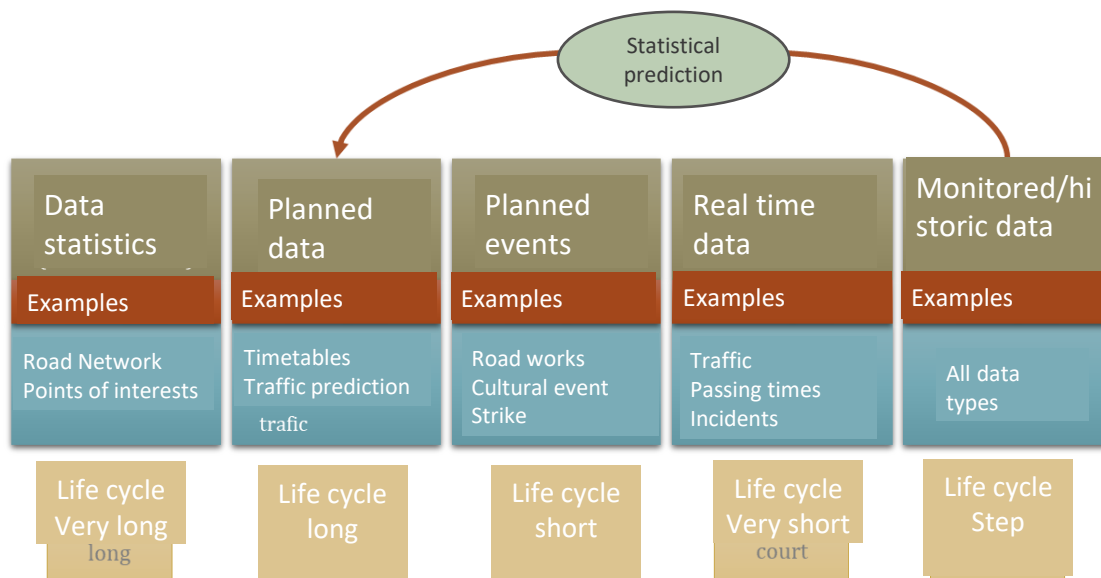 Statistical
prediction
Data
statistics
Planned
data
Planned
events
Real time
data
Monitored/hi
storic data
Examples
Examples
Examples
Examples
Examples
Road Network
Points of interests
Timetables
Traffic prediction
trafic
Road works
Cultural event
Strike
Traffic
Passing times
Incidents
All data
types
Life cycle
Very long
long
Life cycle
long
Life cycle
short
Life cycle
Very short
court
Life cycle
Step